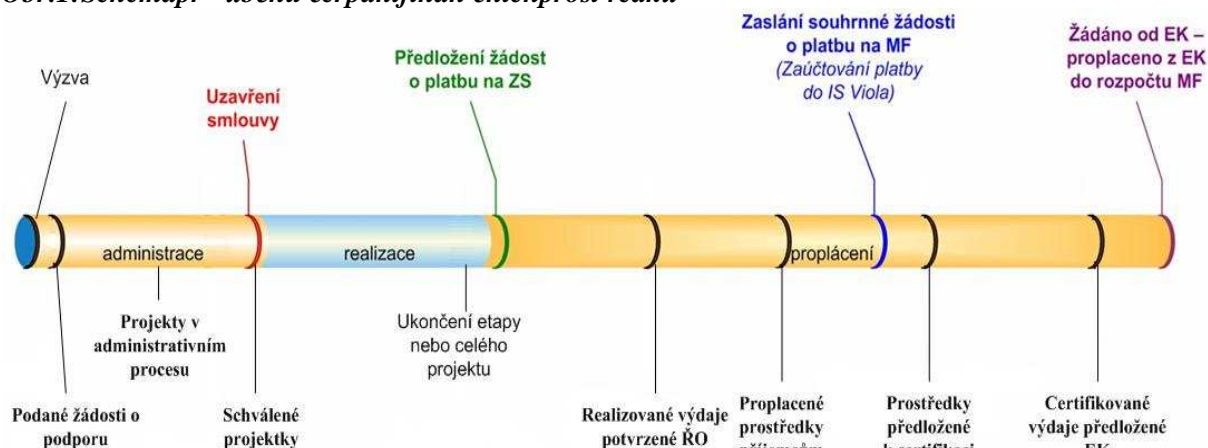 Výzva
Uzavření
smlouvy
Předložení žádost
o platbu na ZS
Zaslání souhrnné žádosti
o platbu na MF
(Zaúčtování platby
do IS Viola)
Žádáno od EK –
proplaceno z EK
do rozpočtu MF
administrace
realizace
proplácení
Projekty v
administrativním
procesu
Ukončení etapy
nebo celého
projektu
Podané žádosti o
podporu
Schválené
projektky
Realizované výdaje
potvrzené ŘO
Proplacené
prostředky
Prostředky
předložené
Certifikované
výdaje předložené